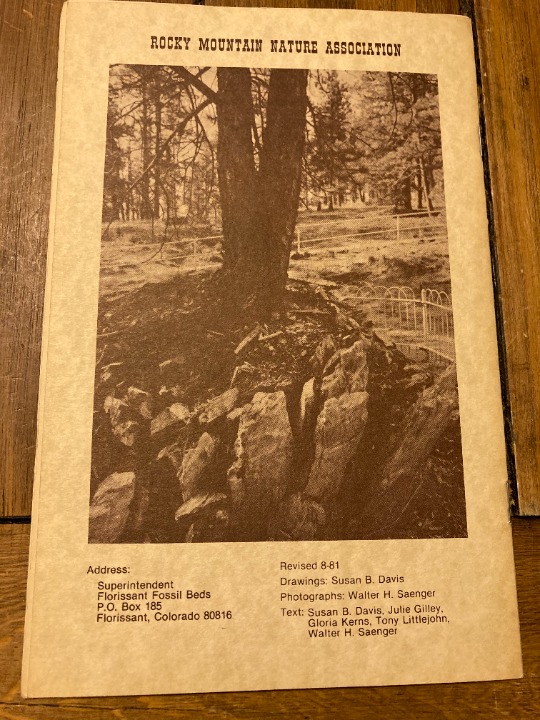 ROCKY MOUNTAIN NATURE ASSOCIATION
Address:
Superintendent
Florissant Fossil Beds
P.O. Box 185
Florissant, Colorado 80816
Revised 8-81
Drawings: Susan B. Davis
Photographs: Walter H. Saenger
Text: Susan B. Davis, Julie Gilley,
Gloria Kerns, Tony Littlejohn,
Walter H. Saenger